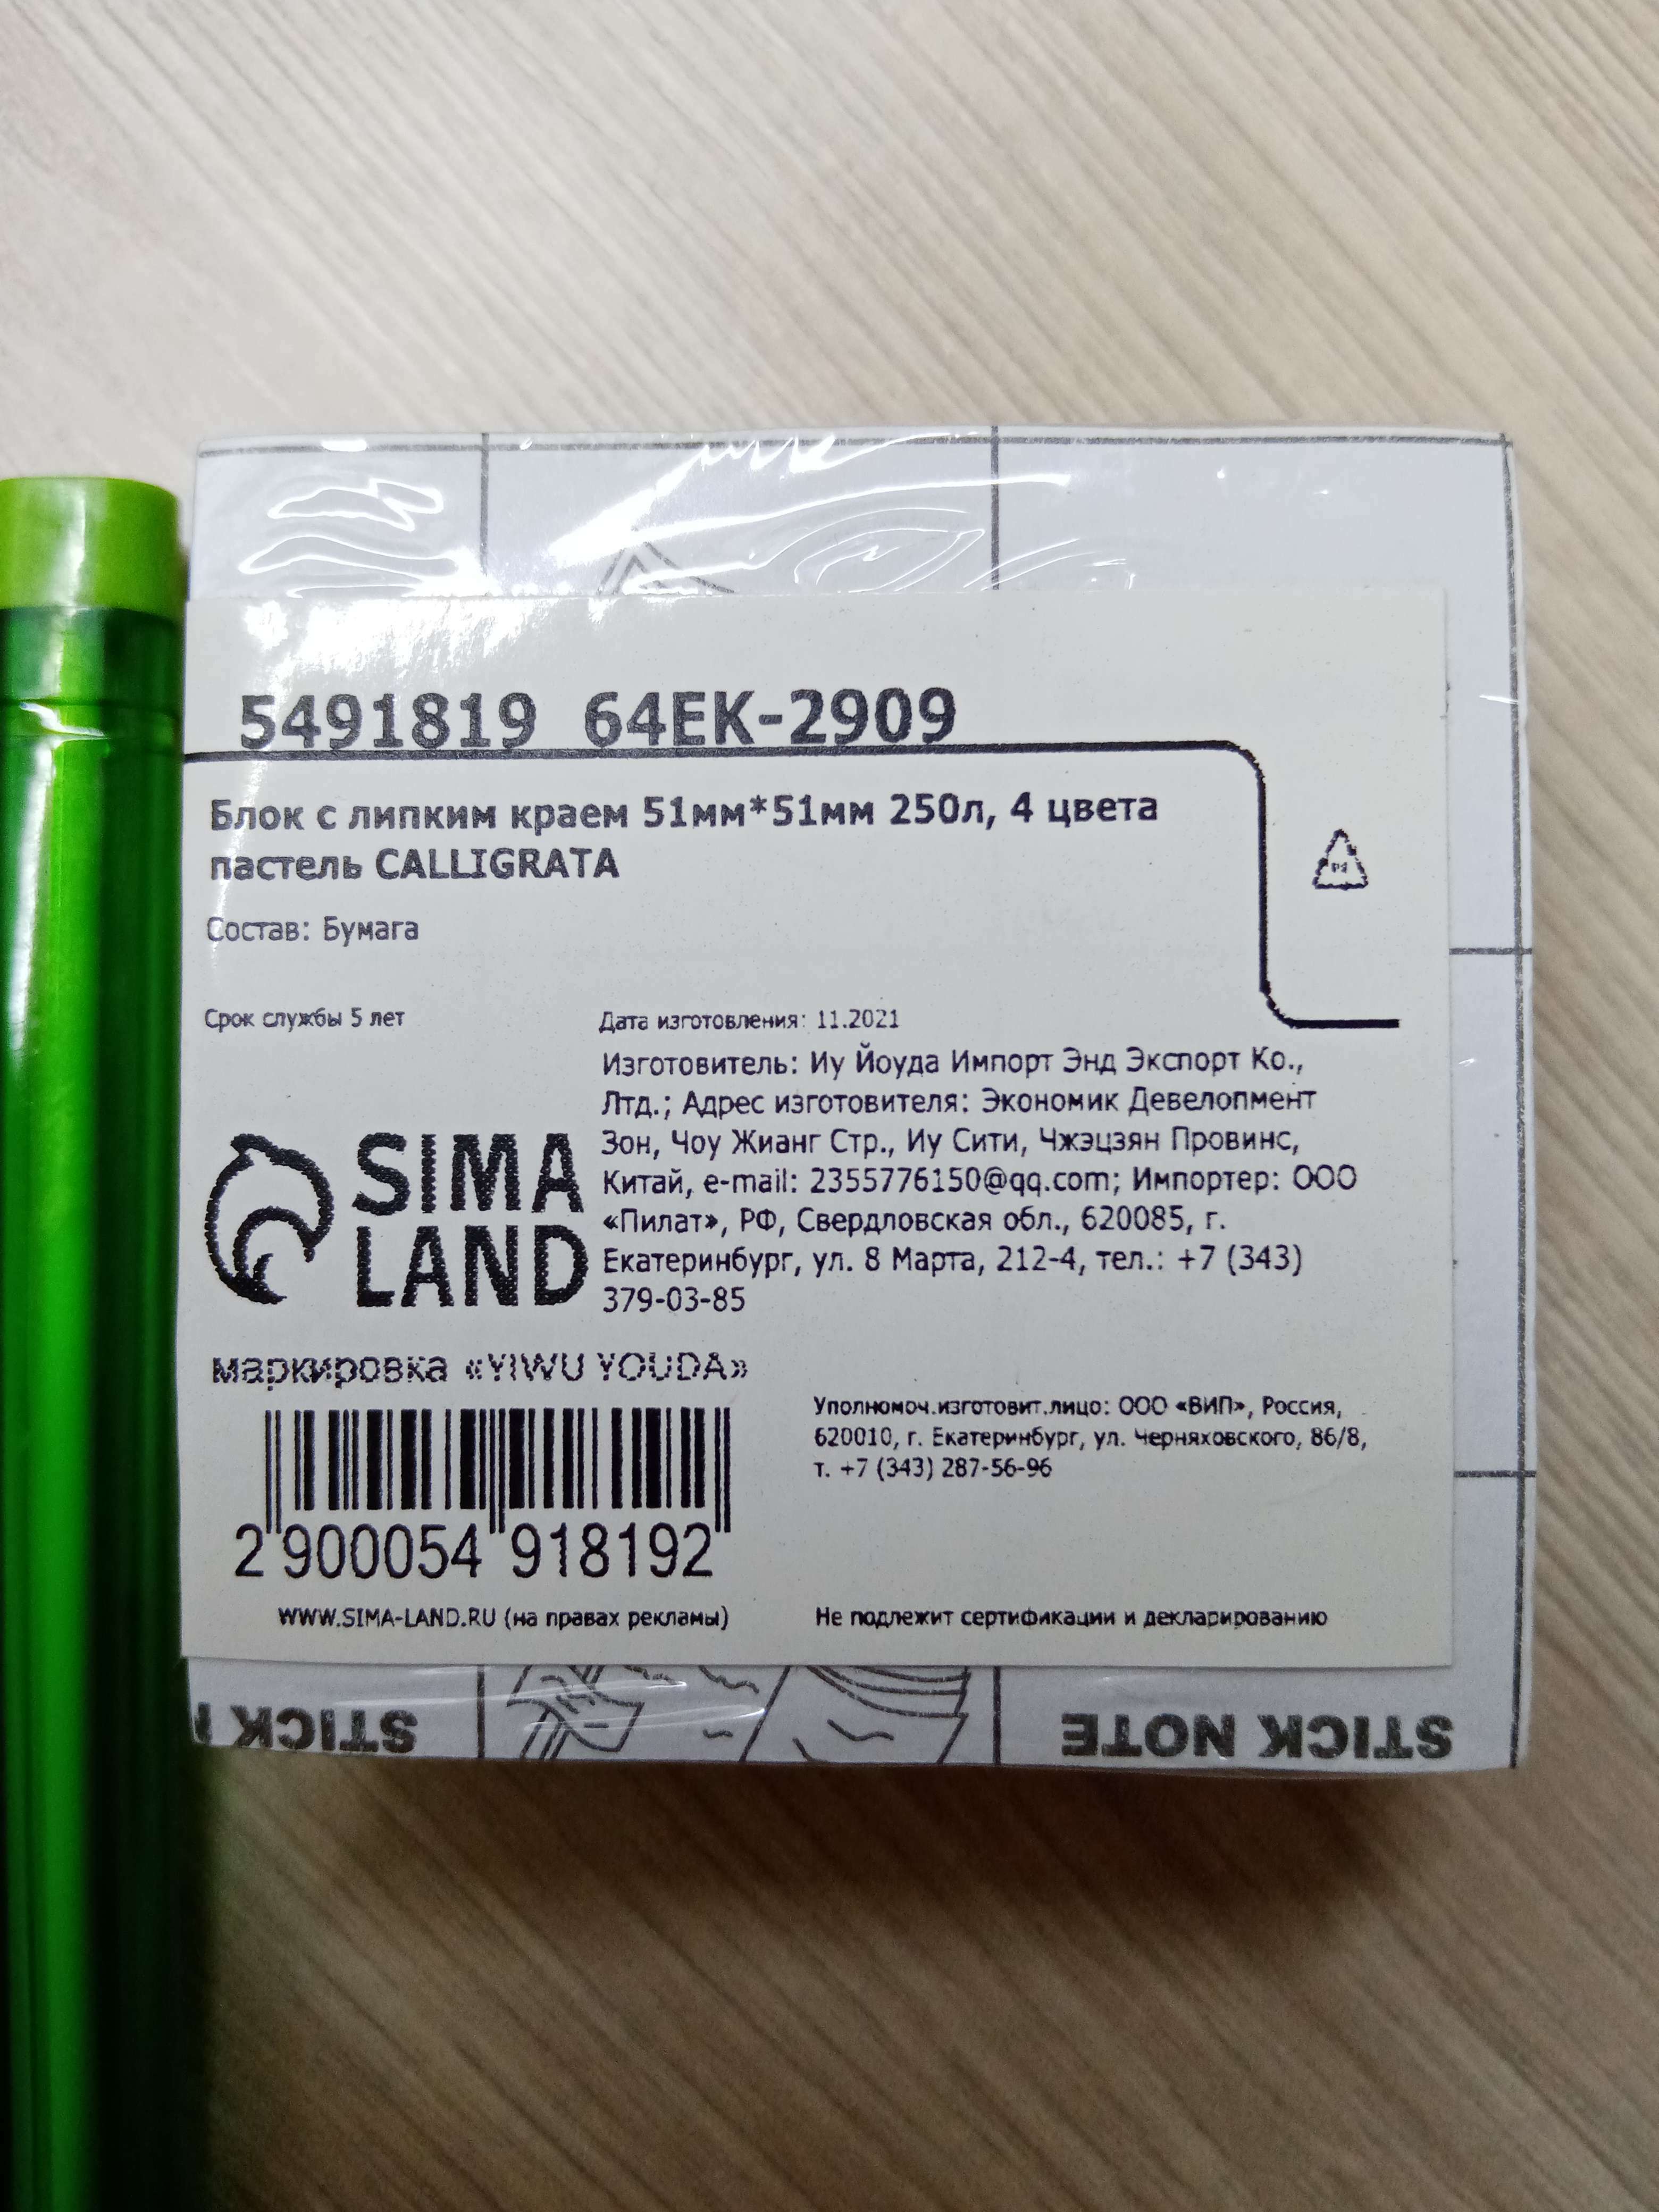 5491819 64EK-2909
Блок с липким краем 51мм*51мм 250л, 4 цвета
пастель CALLIGRATA
Состав: Бумага
Срок службы 5 лет
Дата изготовления: 11.2021
Изготовитель: Иу Йоуда Импорт Энд Экспорт Ко.,
Лтд.; Адрес изготовителя: Экономик Девелопмент
Зон, Чоу Жианг Стр., Иу Сити, Чжэцзян Провинс,
Китай, e-mail: 2355776150@qq.com; Импортер: ООО
«Пилат», РФ, Свердловская обл., 620085, г.
Екатеринбург, ул. 8 Марта, 212-4, тел.: +7 (343)
379-03-85
SIMA
LAND
маркировка «YIWU YOUDA»
Уполномоч.изготовит.лицо: ООО «ВИП», Россия,
620010, г. Екатеринбург, ул. Черняховского, 86/8,
т. +7 (343) 287-56-96
2 900054 918192
WWW.SIMA-LAND.RU (на правах рекламы)
Не подлежит сертификации и декларированию
STICK
STICK NOTE